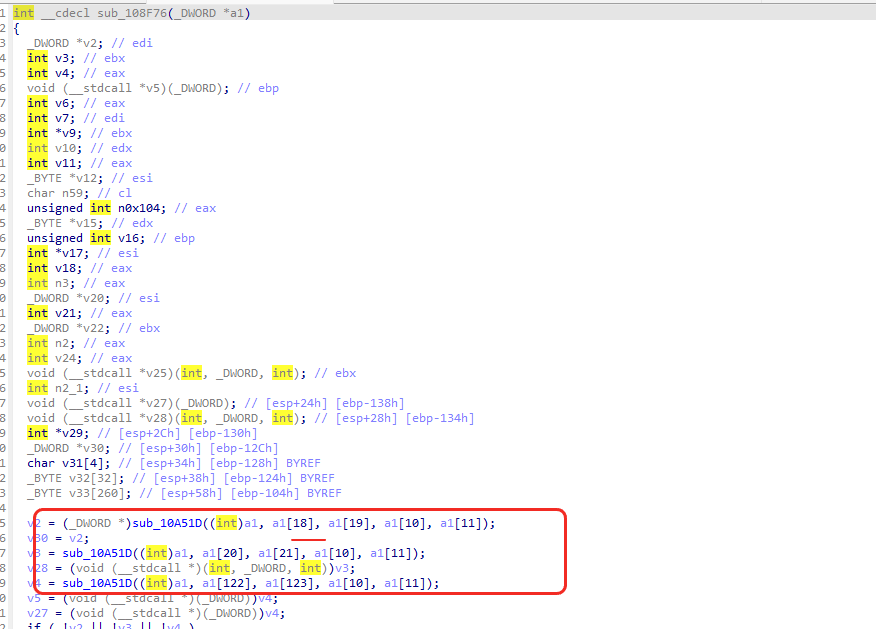 1 int __cdecl sub_108F76(_DWORD *a1)
2 {
3 _DWORD *v2; // edi
4 int v3; // ebx
5 int v4; // eax
6 void (__stdcall *v5)(_DWORD); // ebp
7 int v6; // eax
8 int v7; // edi
9 int *v9; // ebx
0 int v10; // edx
1 int v11; // eax
2 _BYTE *v12; // esi
3 char n59; // cl
4 unsigned int n0x104; // eax
5 _BYTE *v15; // edx
6 unsigned int v16; // ebp
7 int *v17; // esi
8 int v18; // eax
9 int n3; // eax
0 _DWORD *v20; // esi
1 int v21; // eax
2 _DWORD *v22; // ebx
3 int n2; // eax
4 int v24; // eax
5 void (__stdcall *v25)(int, _DWORD, int); // ebx
6 int n2_1; // esi
7 void (__stdcall *v27)(_DWORD); // [esp+24h] [ebp-138h]
8 void (__stdcall *v28)(int, _DWORD, int); // [esp+28h] [ebp-134h]
9 int *v29; // [esp+2Ch] [ebp-130h]
0 _DWORD *v30; // [esp+30h] [ebp-12Ch]
1 char v31[4]; // [esp+34h] [ebp-128h] BYREF
2 _BYTE v32[32]; // [esp+38h] [ebp-124h] BYREF
3 _BYTE v33[260]; // [esp+58h] [ebp-104h] BYREF
4
5 v2 = (_DWORD *)sub_10A51D((int)a1, a1[18], a1[19], a1[10], a1[11]);
6 v30 = v2;
7 v3 = sub_10A51D((int)a1, a1[20], a1[21], a1[10], a1[11]);
8 v28 = (void (__stdcall *)(int, _DWORD, int))v3;
9 v4 = sub_10A51D((int)a1, a1[122], a1[123], a1[10], a1[11]);
0 v5 = (void (__stdcall *)(_DWORD))v4;
1 v27 = (void (__stdcall *)(_DWORD))v4;
2 if ( !v2 || !v3 || !v4 )